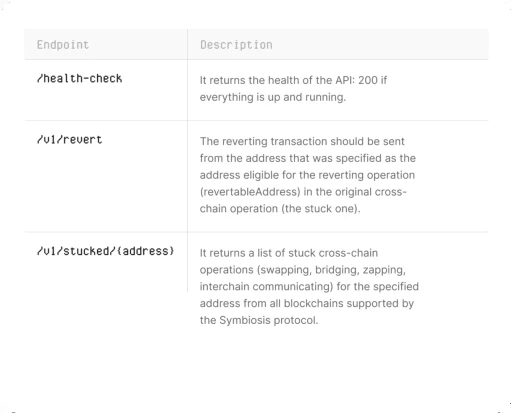 Endpoint Description
/health-check
It returns the health of the API: 200 if
everything is up and running.
/v1/revert
The reverting transaction should be sent
from the address that was specified as the
address eligible for the reverting operation
(revertableAddress) in the original cross-
chain operation (the stuck one).
/v1/stucked/{address}
It returns a list of stuck cross-chain
operations (swapping, bridging, zapping,
interchain communicating) for the specified
address from all blockchains supported by
the Symbiosis protocol.